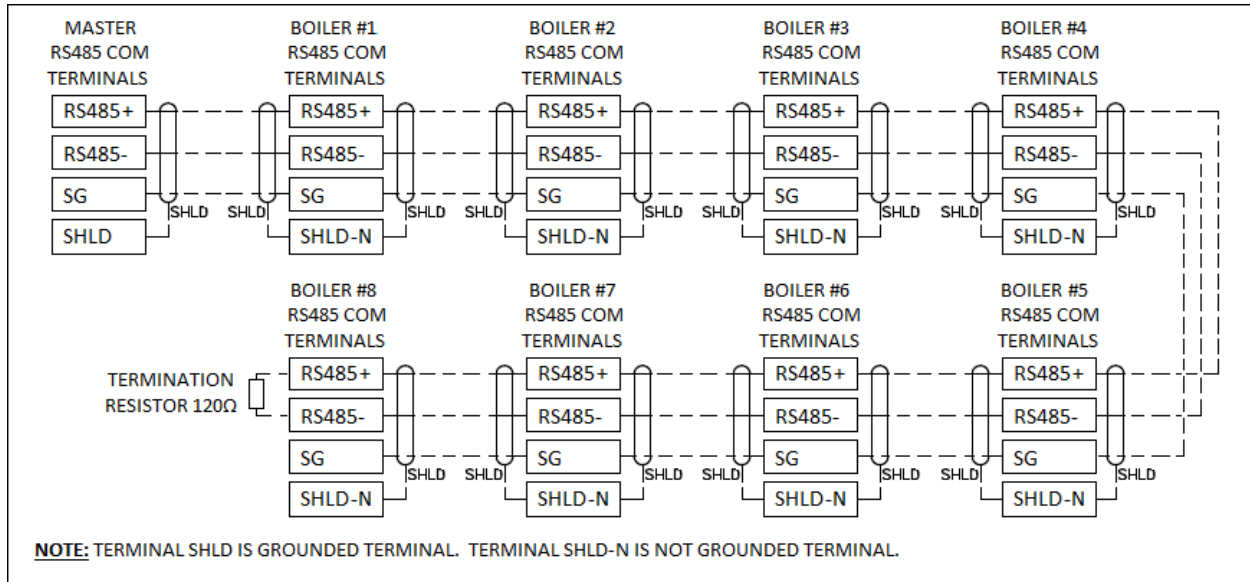 MASTER
RS485 COM
TERMINALS
RS485+
RS485-
SG
SHLD
SHLD
BOILER #1
RS485 COM
TERMINALS
RS485+
RS485-
SG
SHLD-N
SHLD
SHLD
BOILER #2
RS485 COM
TERMINALS
RS485+
RS485-
SG
SHLD-N
SHLD
SHLD
BOILER #3
RS485 COM
TERMINALS
RS485+
RS485-
SG
SHLD-N
SHLD
SHLD
BOILER #4
RS485 COM
TERMINALS
RS485+
RS485-
SG
SHLD-N
SHLD
SHLD
TERMINATION
RESISTOR 120Ω
BOILER #8
RS485 COM
TERMINALS
RS485+
RS485-
SG
SHLD-N
SHLD
BOILER #7
RS485 COM
TERMINALS
RS485+
RS485-
SG
SHLD-N
SHLD
SHLD
BOILER #6
RS485 COM
TERMINALS
RS485+
RS485-
SG
SHLD-N
SHLD
SHLD
BOILER #5
RS485 COM
TERMINALS
RS485+
RS485-
SG
SHLD-N
SHLD
SHLD
NOTE: TERMINAL SHLD IS GROUNDED TERMINAL. TERMINAL SHLD-N IS NOT GROUNDED TERMINAL.